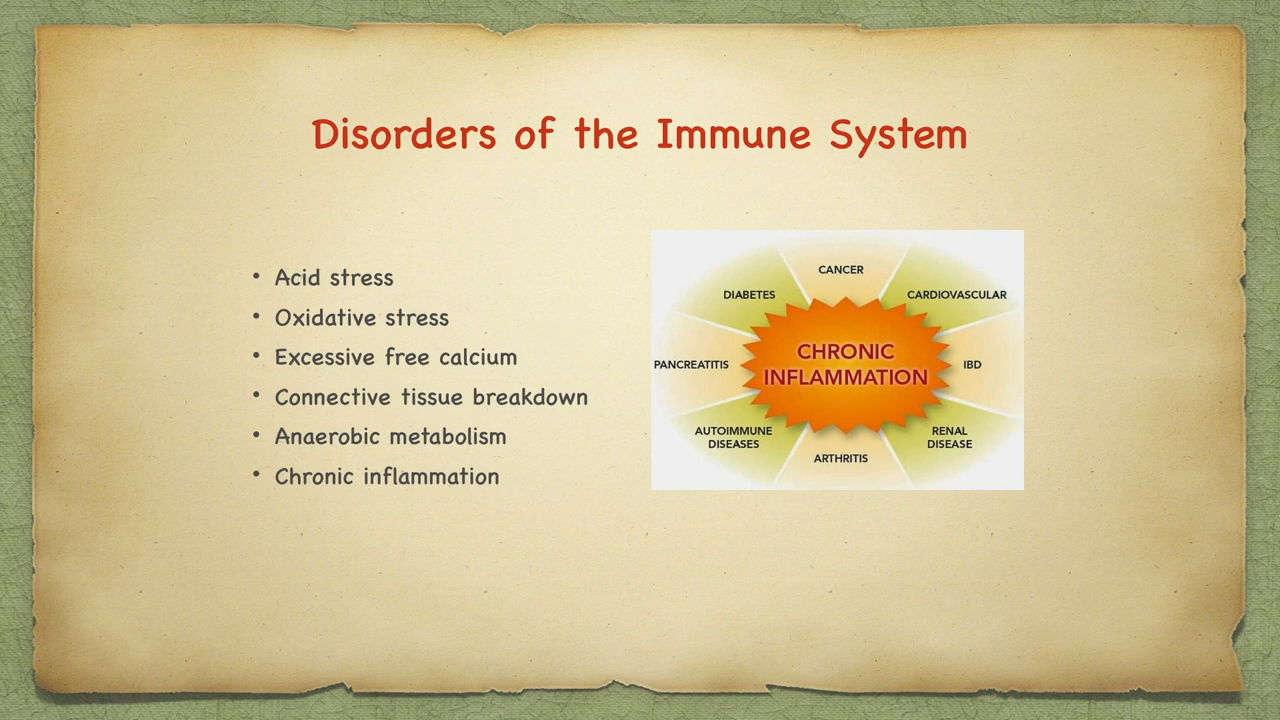 Disorders of the Immune System
• Acid stress
• Oxidative stress
• Excessive free calcium
• Connective tissue breakdown
• Anaerobic metabolism
• Chronic inflammation
CANCER
DIABETES
CARDIOVASCULAR
CHRONIC
INFLAMMATION
PANCREATITIS
IBD
AUTOIMMUNE
DISEASES
RENAL
DISEASE
ARTHRITIS